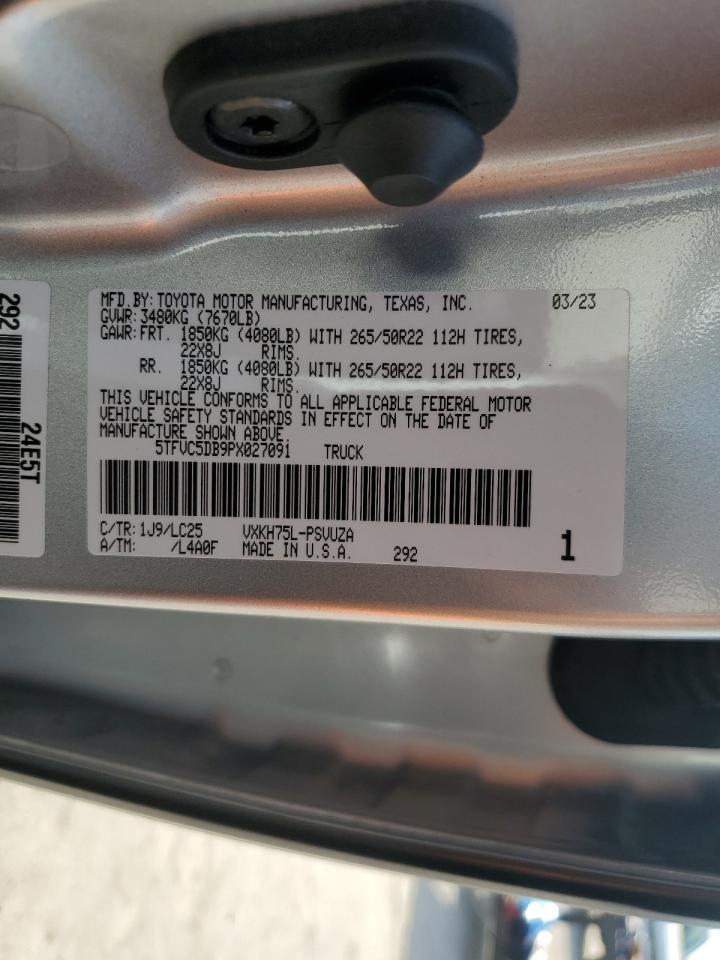 MFD.BY: TOYOTA MOTOR MANUFACTURING, TEXAS, INC. 03/23
GVWR: 3480KG (7670LB)
GAWR: FRT. 1850KG (4080LB) WITH 265/50R22 112H TIRES,
22X8J RIMS.
RR. 1850KG (4080LB) WITH 265/50R22 112H TIRES,
22X8J RIMS.
THIS VEHICLE CONFORMS TO ALL APPLICABLE FEDERAL MOTOR
VEHICLE SAFETY STANDARDS IN EFFECT ON THE DATE OF
MANUFACTURE SHOWN ABOVE.
5TFVC5DB9PX027091 TRUCK
C/TR: 1J9/LC25 VXKH75L-PSVUZA
A/TM: /L4A0F MADE IN U.S.A. 292 1
292
24E5T